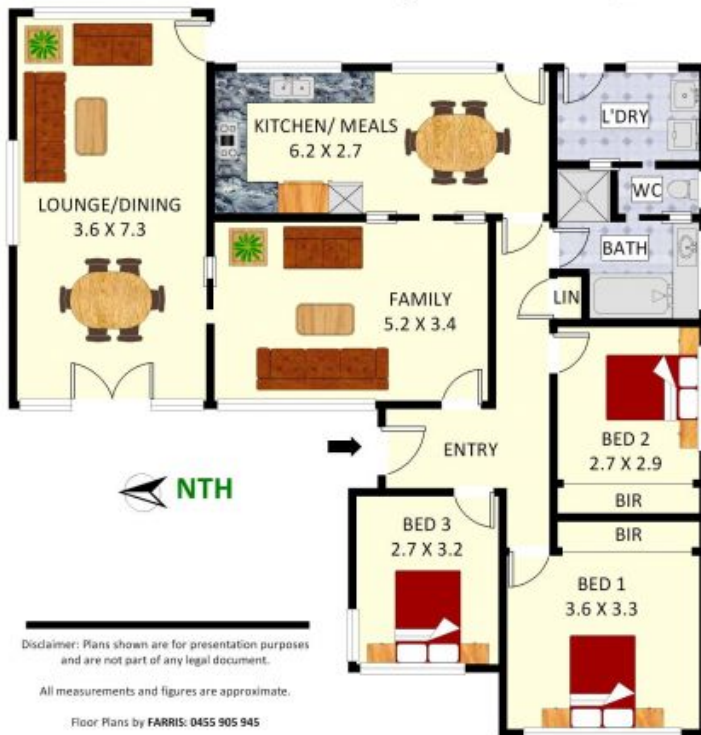 L'DRY
KITCHEN/ MEALS
6.2 X 2.7
WC
LOUNGE/DINING
3.6 X 7.3
BATH
FAMILY
5.2 X 3.4
LIN
BED 2
2.7 X 2.9
ENTRY
NTH
BIR
BED 3
2.7 X 3.2
BIR
BED 1
3.6 X 3.3
Disclaimer: Plans shown are for presentation purposes
and are not part of any legal document.
All measurements and figures are approximate.
Floor Plans by FARRIS: 0455 905 945